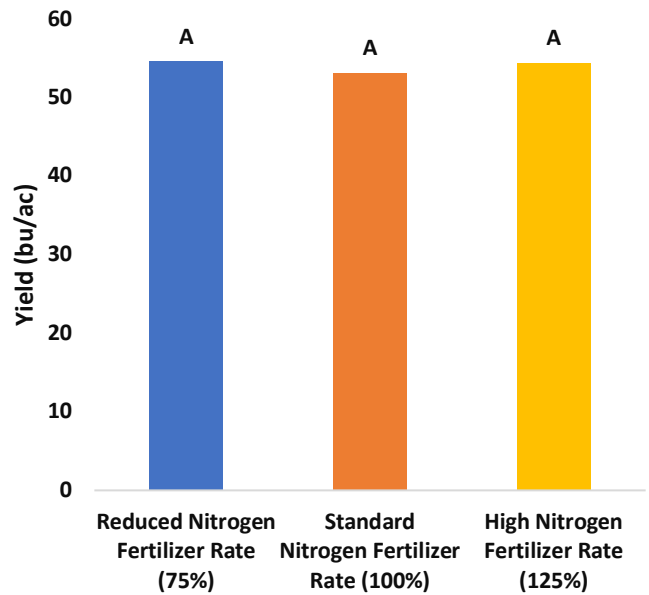 60
50
40
30
20
10
0
Yield (bu/ac)
A
A
A
Reduced Nitrogen
Fertilizer Rate
(75%)
Standard
Nitrogen Fertilizer
Rate (100%)
High Nitrogen
Fertilizer Rate
(125%)